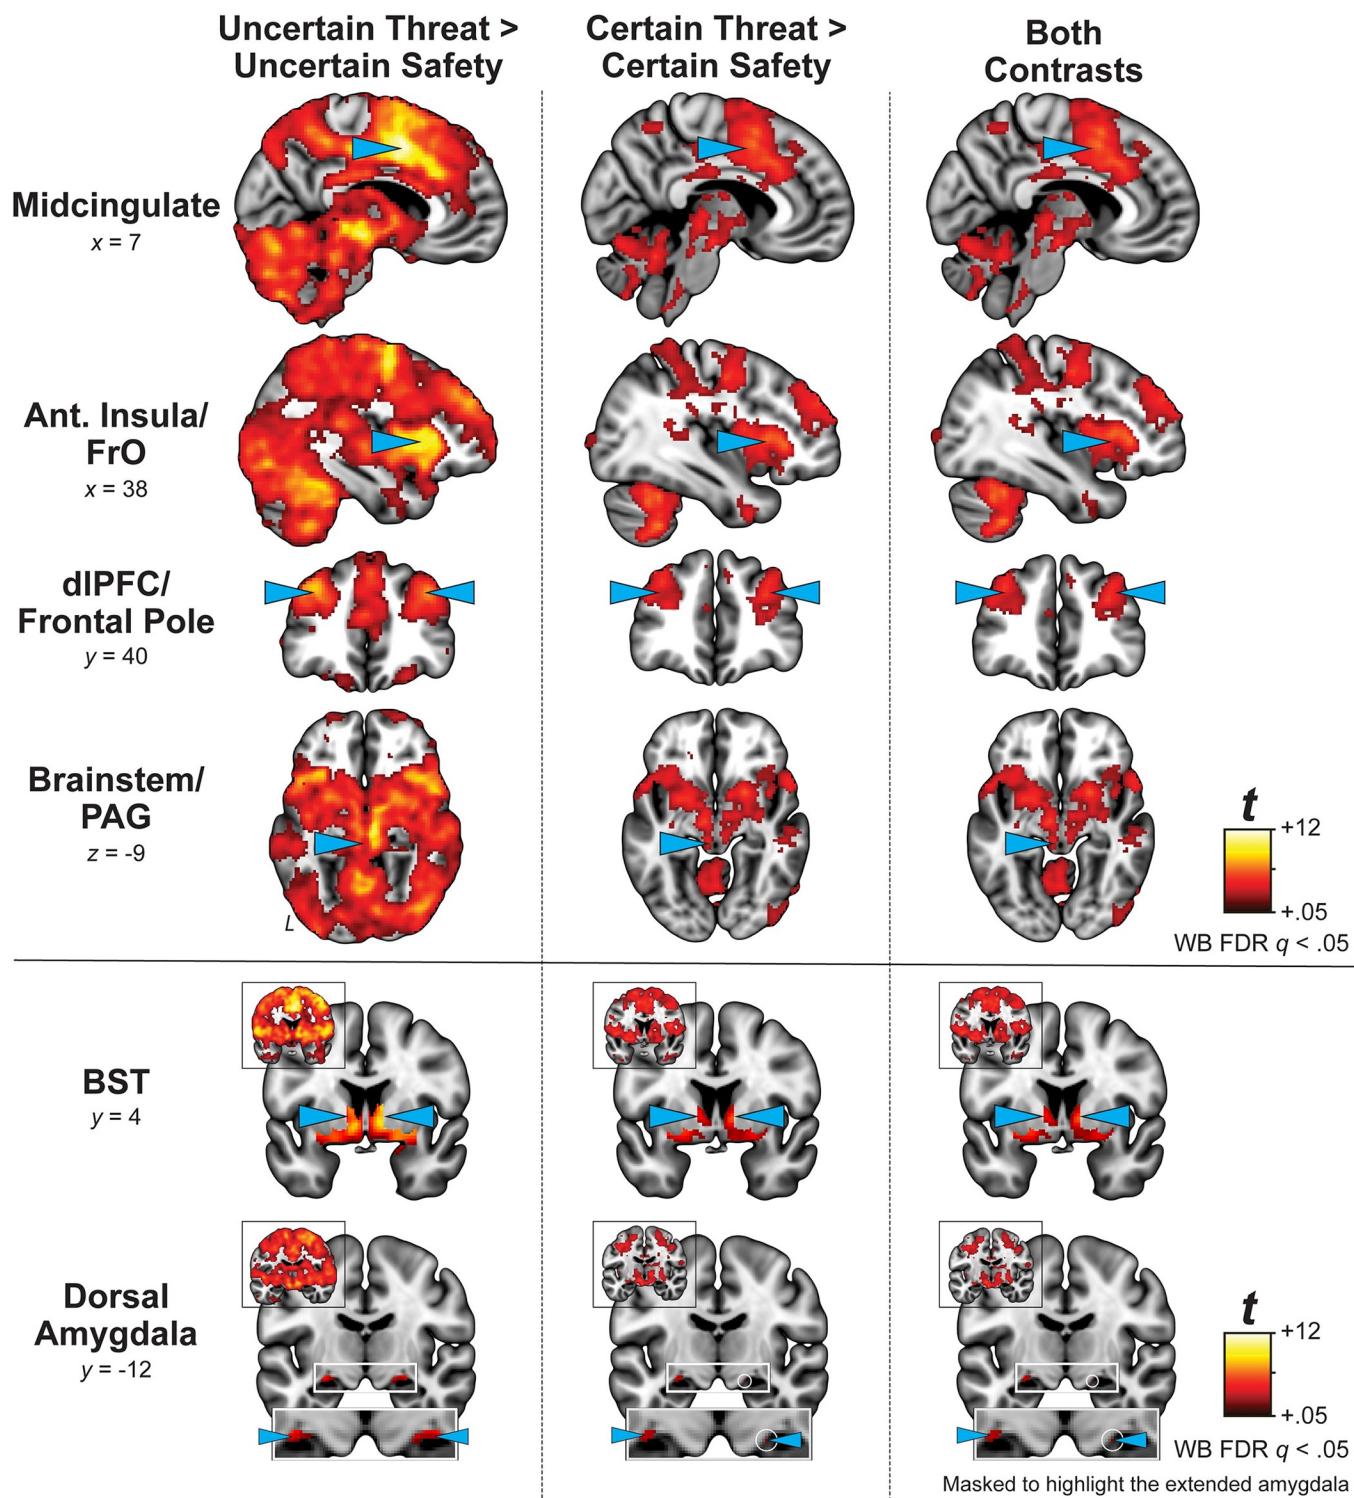 Uncertain Threat >
Uncertain Safety
Certain Threat >
Certain Safety
Both
Contrasts
Midcingulate
x = 7
Ant. Insula/
FrO
x = 38
dlPFC/
Frontal Pole
y = 40
Brainstem/
PAG
z = -9
L
t
+12
+.05
WB FDR q < .05
BST
y = 4
Dorsal
Amygdala
y = -12
t
+12
+.05
WB FDR q < .05
Masked to highlight the extended amygdala